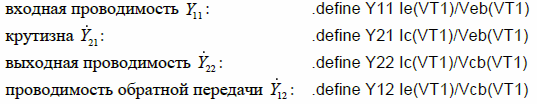 входная проводимость Y₁₁: .define Y11 Ie(VT1)/Veb(VT1)
крутизна Ẏ₂₁: .define Y21 Ic(VT1)/Veb(VT1)
выходная проводимость Ẏ₂₂: .define Y22 Ic(VT1)/Vcb(VT1)
проводимость обратной передачи Ẏ₁₂: .define Y12 Ie(VT1)/Vcb(VT1)